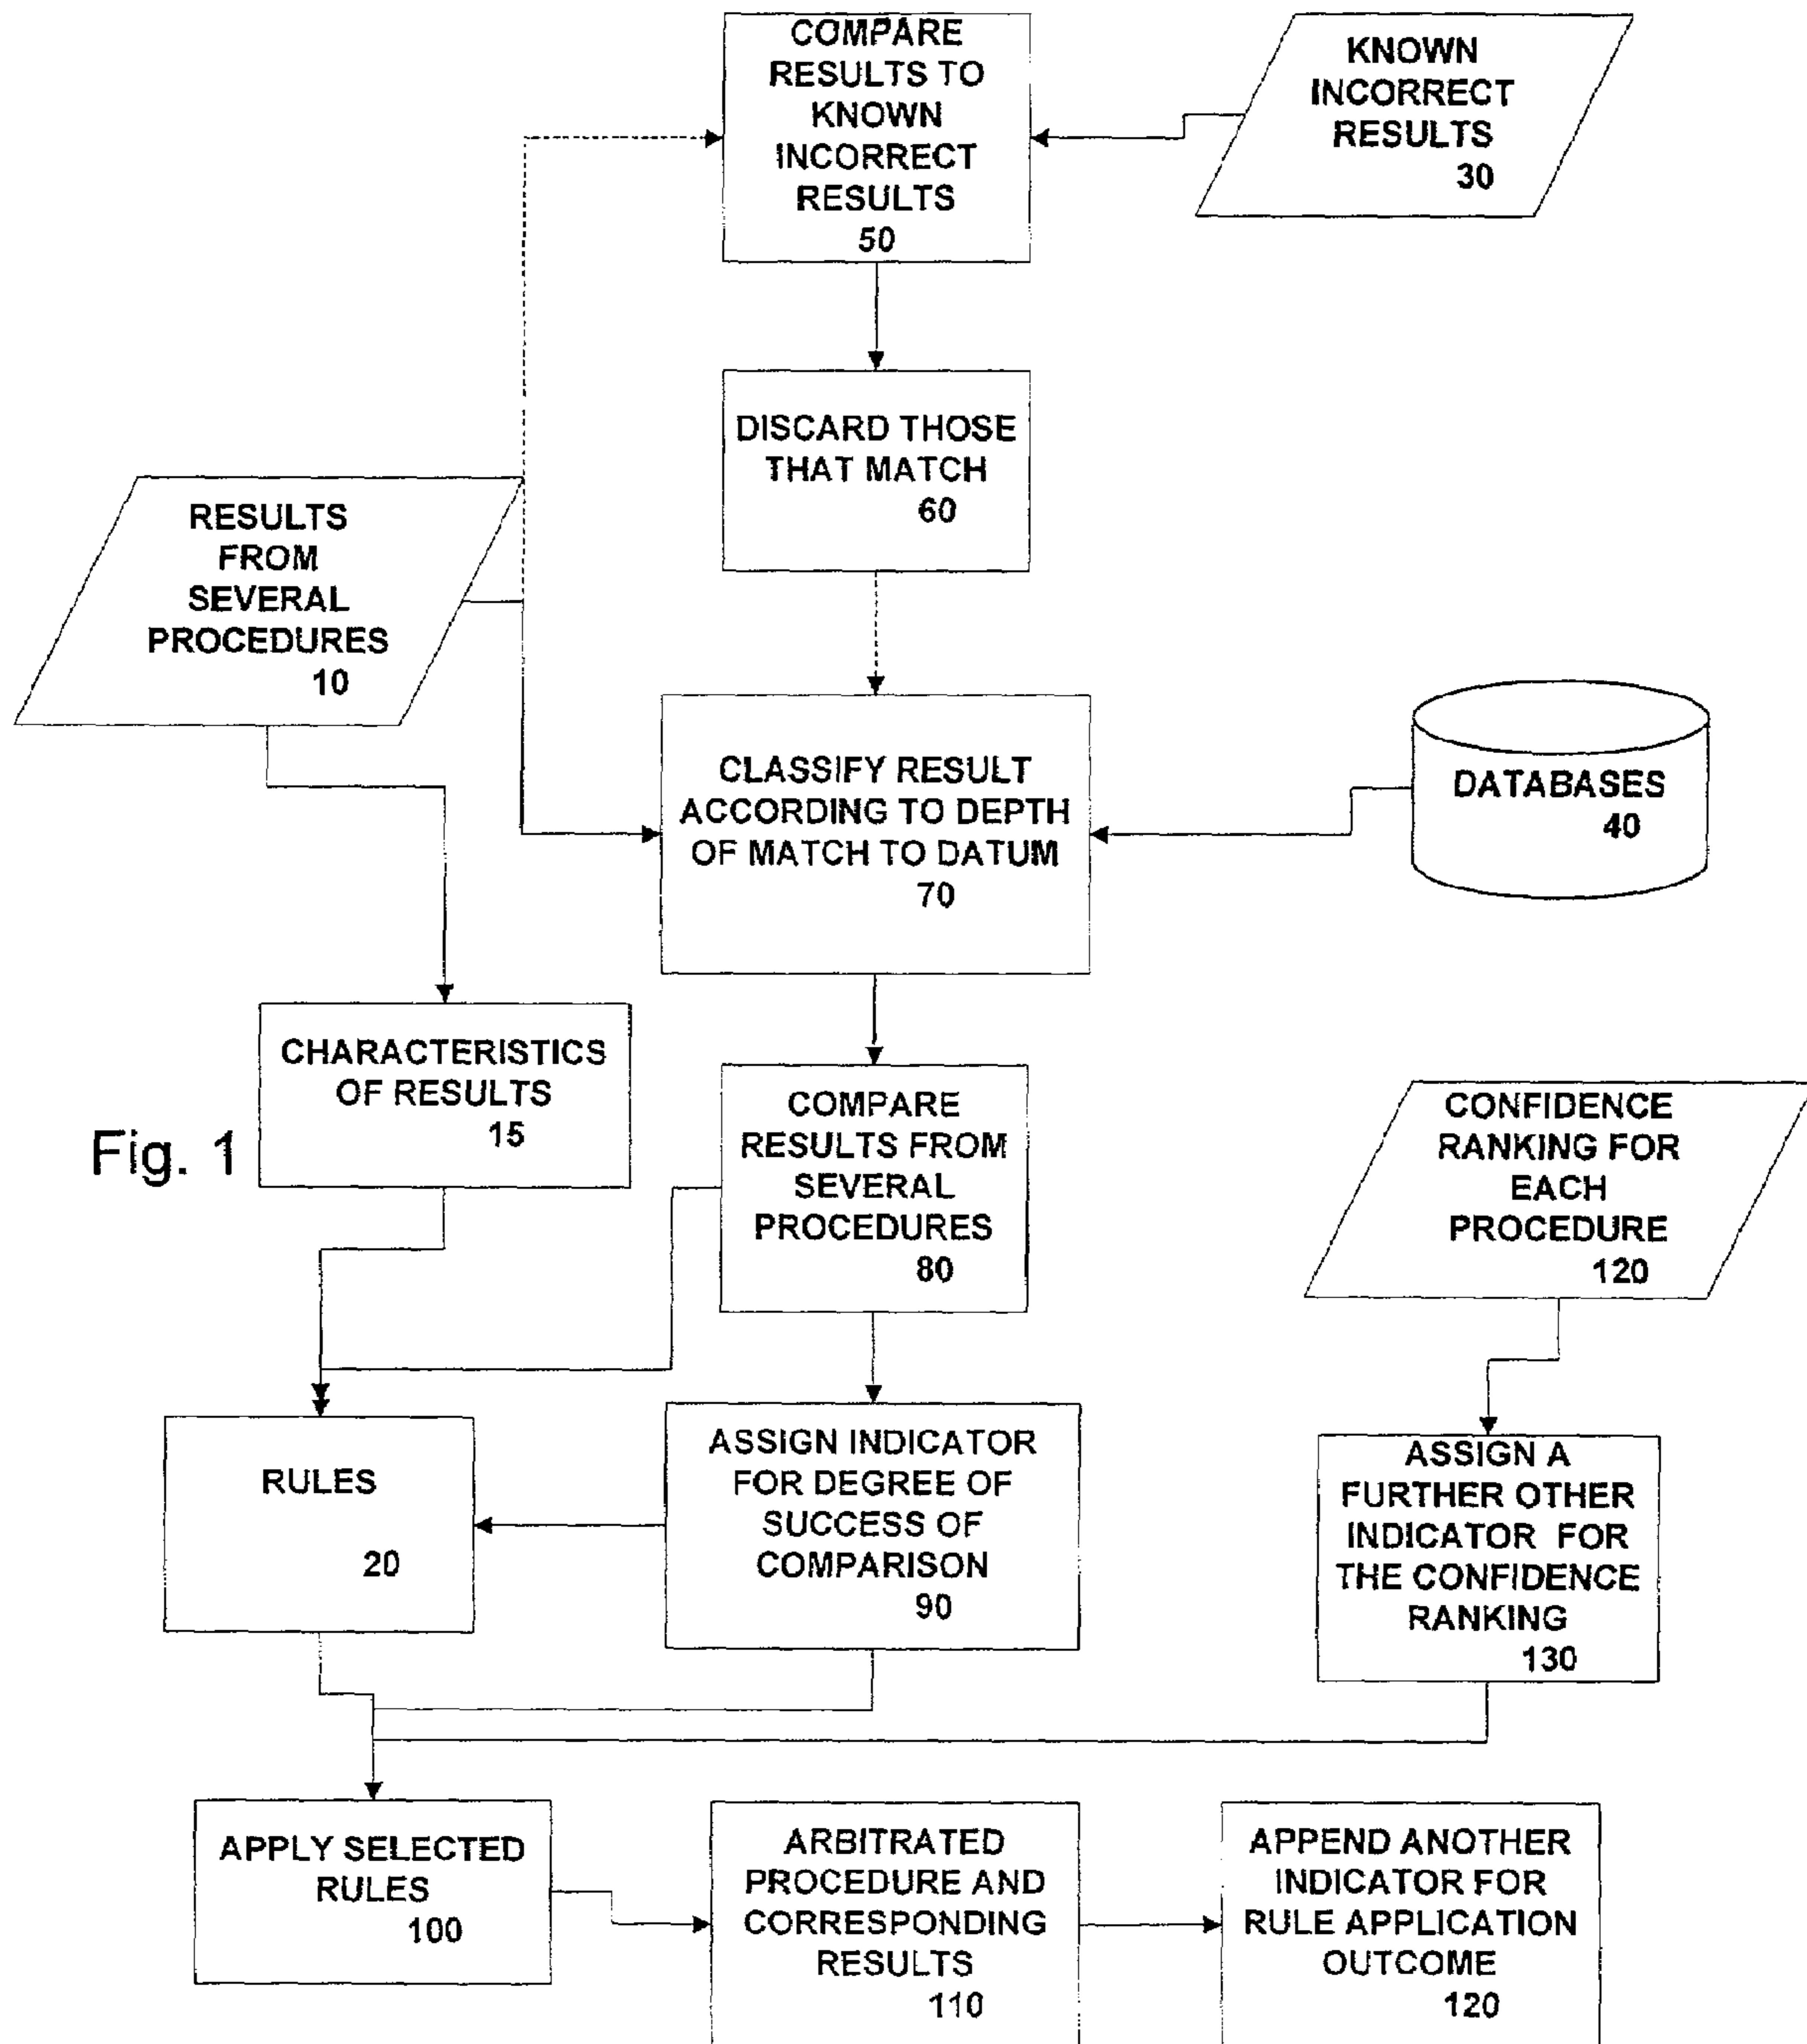 COMPARE
RESULTS TO
KNOWN
INCORRECT
RESULTS
50
KNOWN
INCORRECT
RESULTS
30
DISCARD THOSE
THAT MATCH
60
RESULTS
FROM
SEVERAL
PROCEDURES
10
CLASSIFY RESULT
ACCORDING TO DEPTH
OF MATCH TO DATUM
70
DATABASES
40
CHARACTERISTICS
OF RESULTS
15
Fig. 1
COMPARE
RESULTS FROM
SEVERAL
PROCEDURES
80
CONFIDENCE
RANKING FOR
EACH
PROCEDURE
120
RULES
20
ASSIGN INDICATOR
FOR DEGREE OF
SUCCESS OF
COMPARISON
90
ASSIGN A
FURTHER OTHER
INDICATOR FOR
THE CONFIDENCE
RANKING
130
APPLY SELECTED
RULES
100
ARBITRATED
PROCEDURE AND
CORRESPONDING
RESULTS
110
APPEND ANOTHER
INDICATOR FOR
RULE APPLICATION
OUTCOME
120